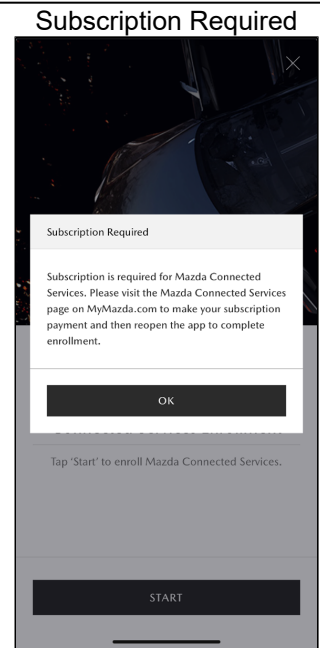 Subscription Required
Subscription Required
Subscription is required for Mazda Connected
Services. Please visit the Mazda Connected Services
page on MyMazda.com to make your subscription
payment and then reopen the app to complete
enrollment.
OK
Tap ‘Start’ to enroll Mazda Connected Services.
START